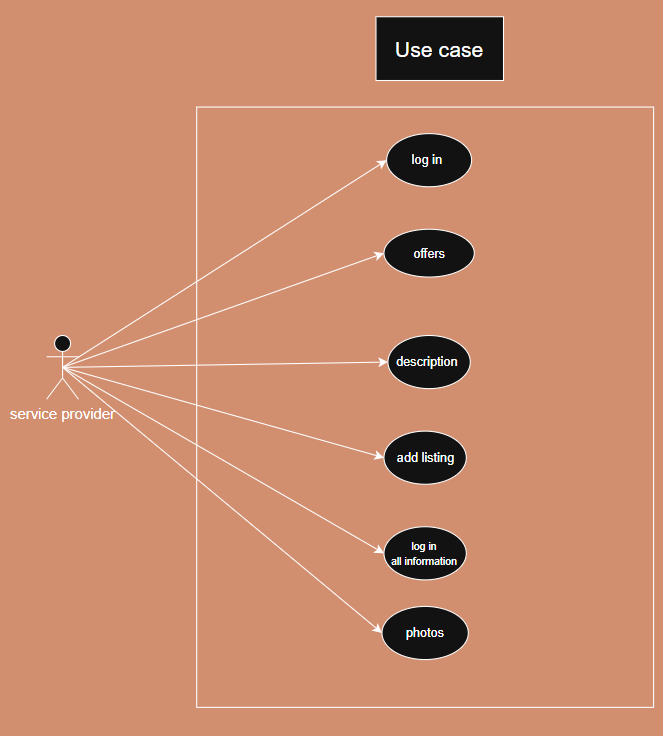 Use case
log in
offers
description
service provider
add listing
log in
all information
photos